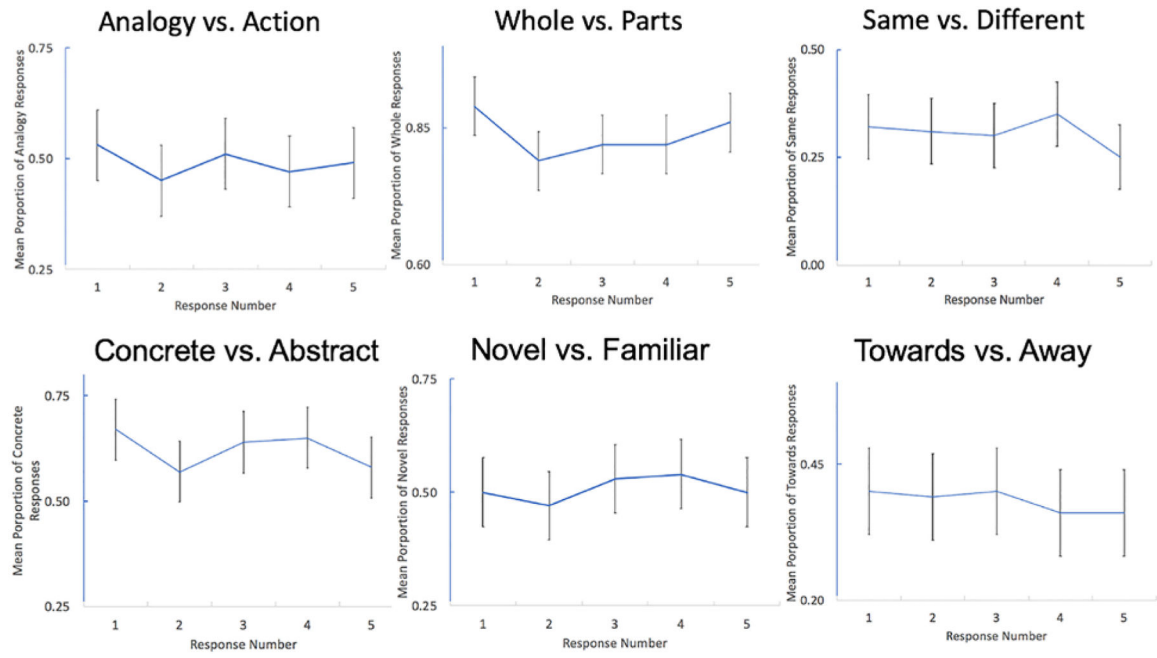 Analogy vs. Action
Mean Porportion of Analogy Responses
0.75
0.50
0.25
1 2 3 4 5
Response Number
Whole vs. Parts
Mean Porportion of Whole Responses
0.85
0.60
1 2 3 4 5
Response Number
Same vs. Different
Mean Porportion of Same Responses
0.50
0.25
0.00
1 2 3 4 5
Response Number
Concrete vs. Abstract
Mean Porportion of Concrete
Responses
0.75
0.50
0.25
1 2 3 4 5
Response Number
Novel vs. Familiar
Mean Porportion of Novel Responses
0.75
0.50
0.25
1 2 3 4 5
Response Number
Towards vs. Away
Mean Porportion of Towards Responses
0.45
0.20
1 2 3 4 5
Response Number